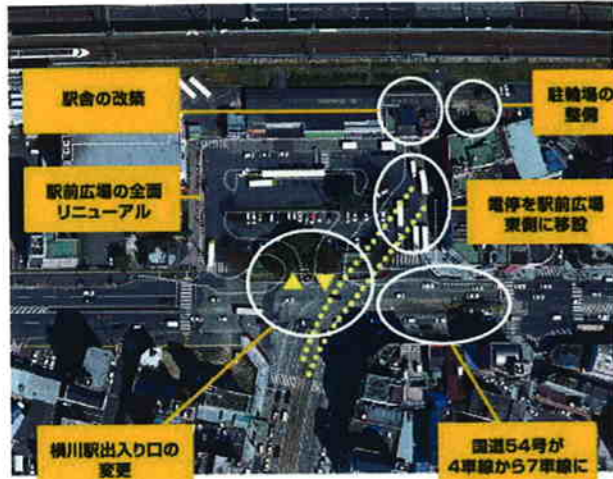 駅舎の改築
駐輪場の
整備
駅前広場の全面
リニューアル
電停を駅前広場
東側に移設
横川駅出入り口の
変更
国道54号が
4車線から7車線に